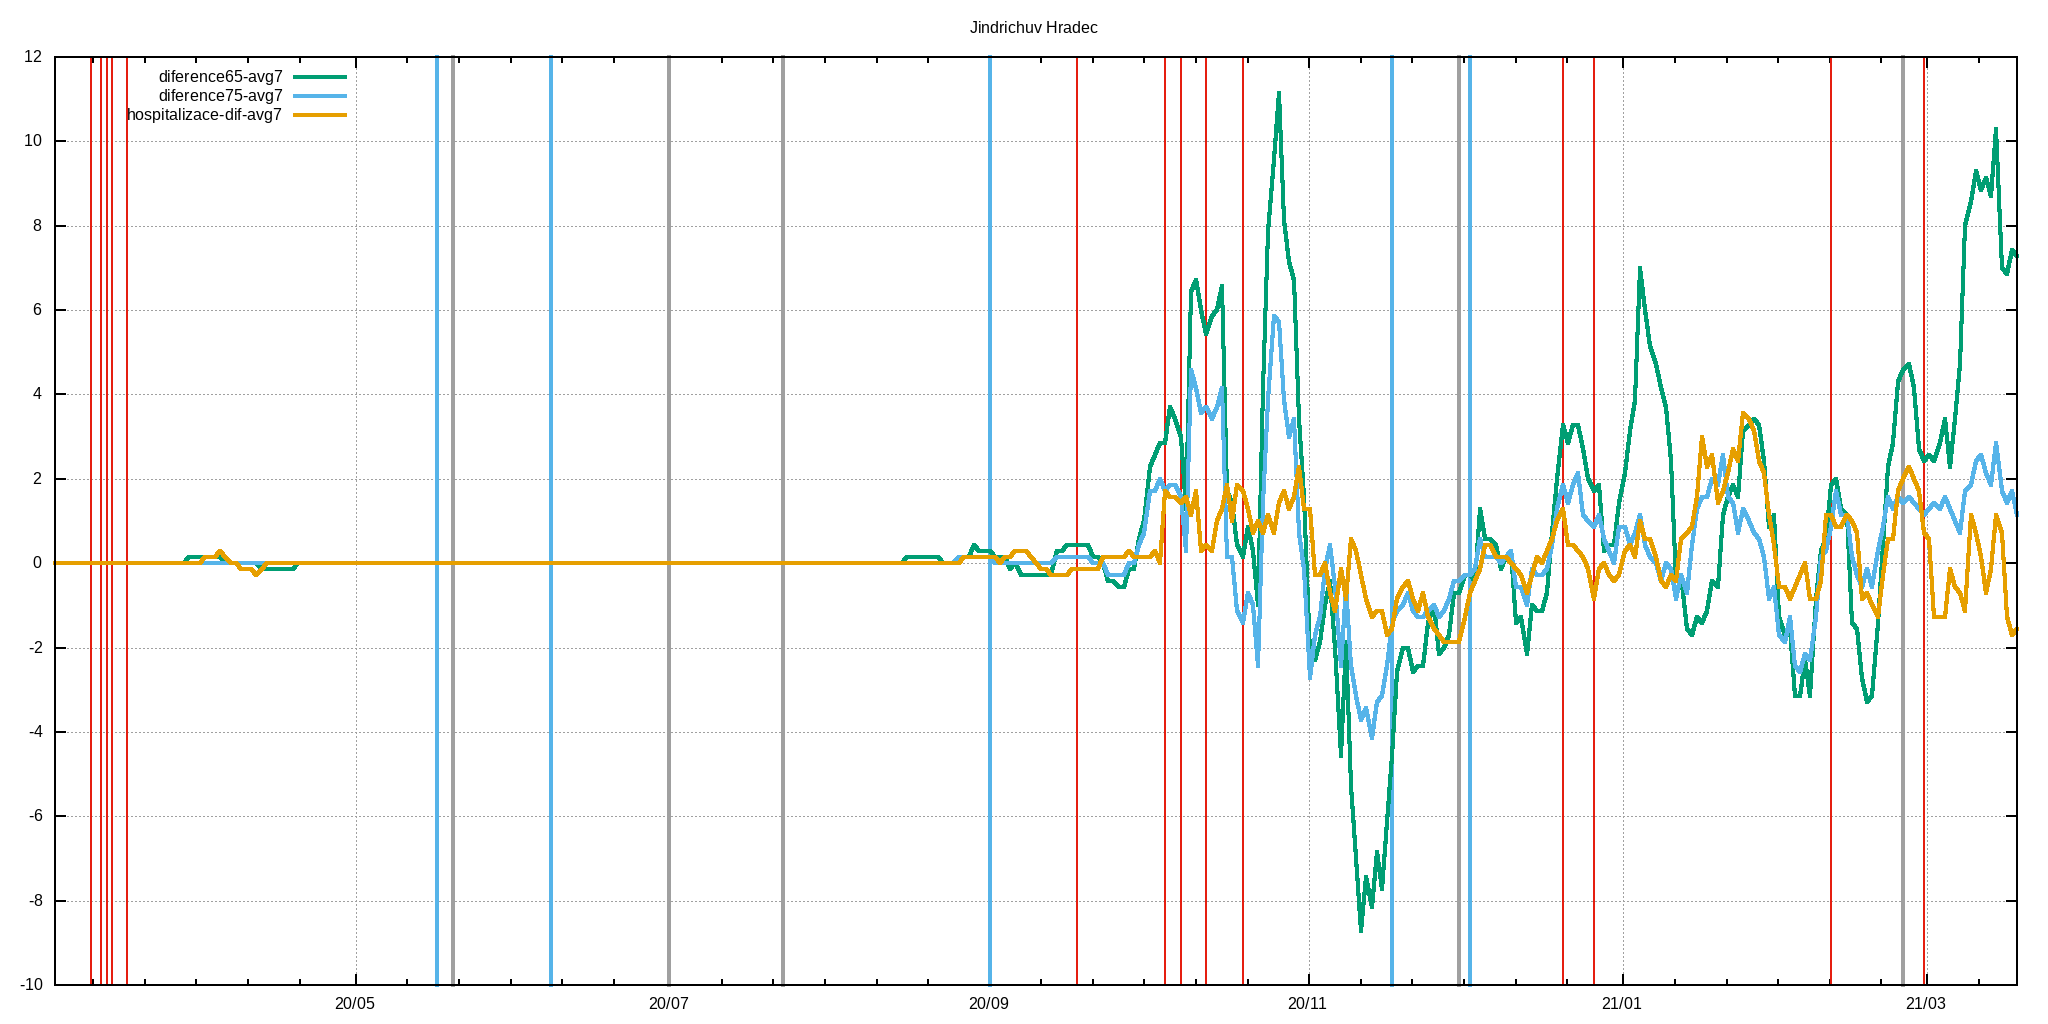 Jindrichuv Hradec
12
diference65-avg7
diference75-avg7
hospitalizace-dif-avg7
10
8
6
4
2
0
-2
-4
-6
-8
-10
20/05 20/07 20/09 20/11 21/01 21/03